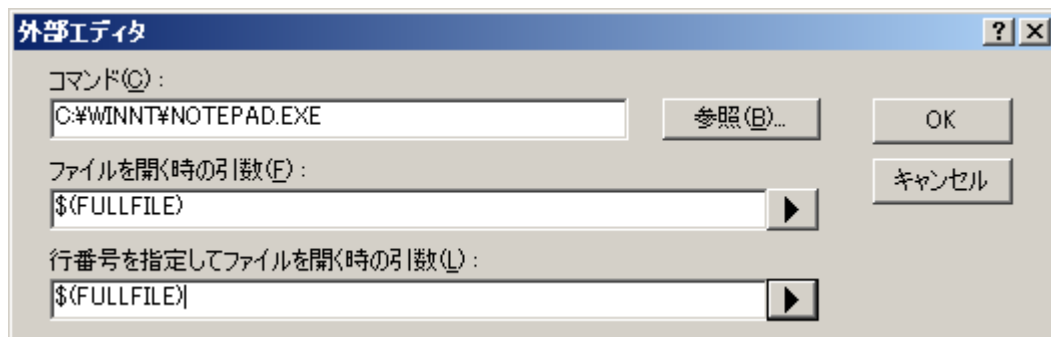 外部エディタ
コマンド(C):
C:¥WINNT¥NOTEPAD.EXE
参照(B)...
OK
ファイルを開く時の引数(F):
$(FULLFILE)
キャンセル
行番号を指定してファイルを開く時の引数(L):
$(FULLFILE)